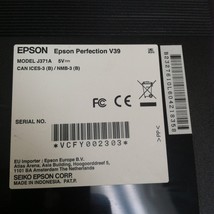 EPSON Epson Perfection V39
MODEL J371A 5V
CAN ICES-3 (B) / NMB-3 (B)
CE
SERIAL NO.
*VCFY002303*
EU Importer : Epson Europe B.V.
Atlas Arena, Asia Building, Hoogoorddreef 5,
1101 BA Amsterdam The Netherlands
SEIKO EPSON CORP.
MADE IN INDONESIA, PAT.P.